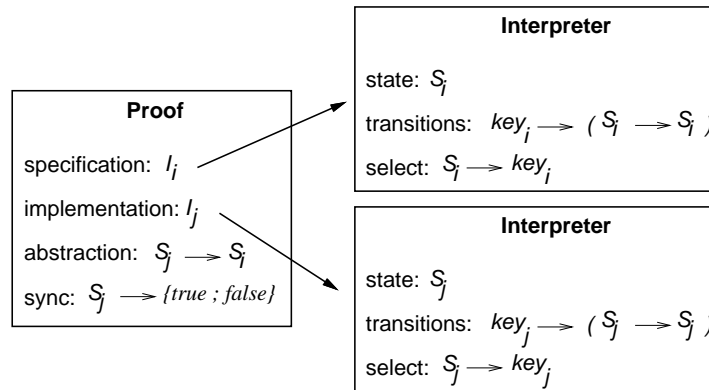 Proof
specification: I_i
implementation: I_j
abstraction: S_j → S_i
sync: S_j → {true ; false}
Interpreter
state: S_i
transitions: key_i → ( S_i → S_i )
select: S_i → key_i
Interpreter
state: S_j
transitions: key_j → ( S_j → S_j )
select: S_j → key_j